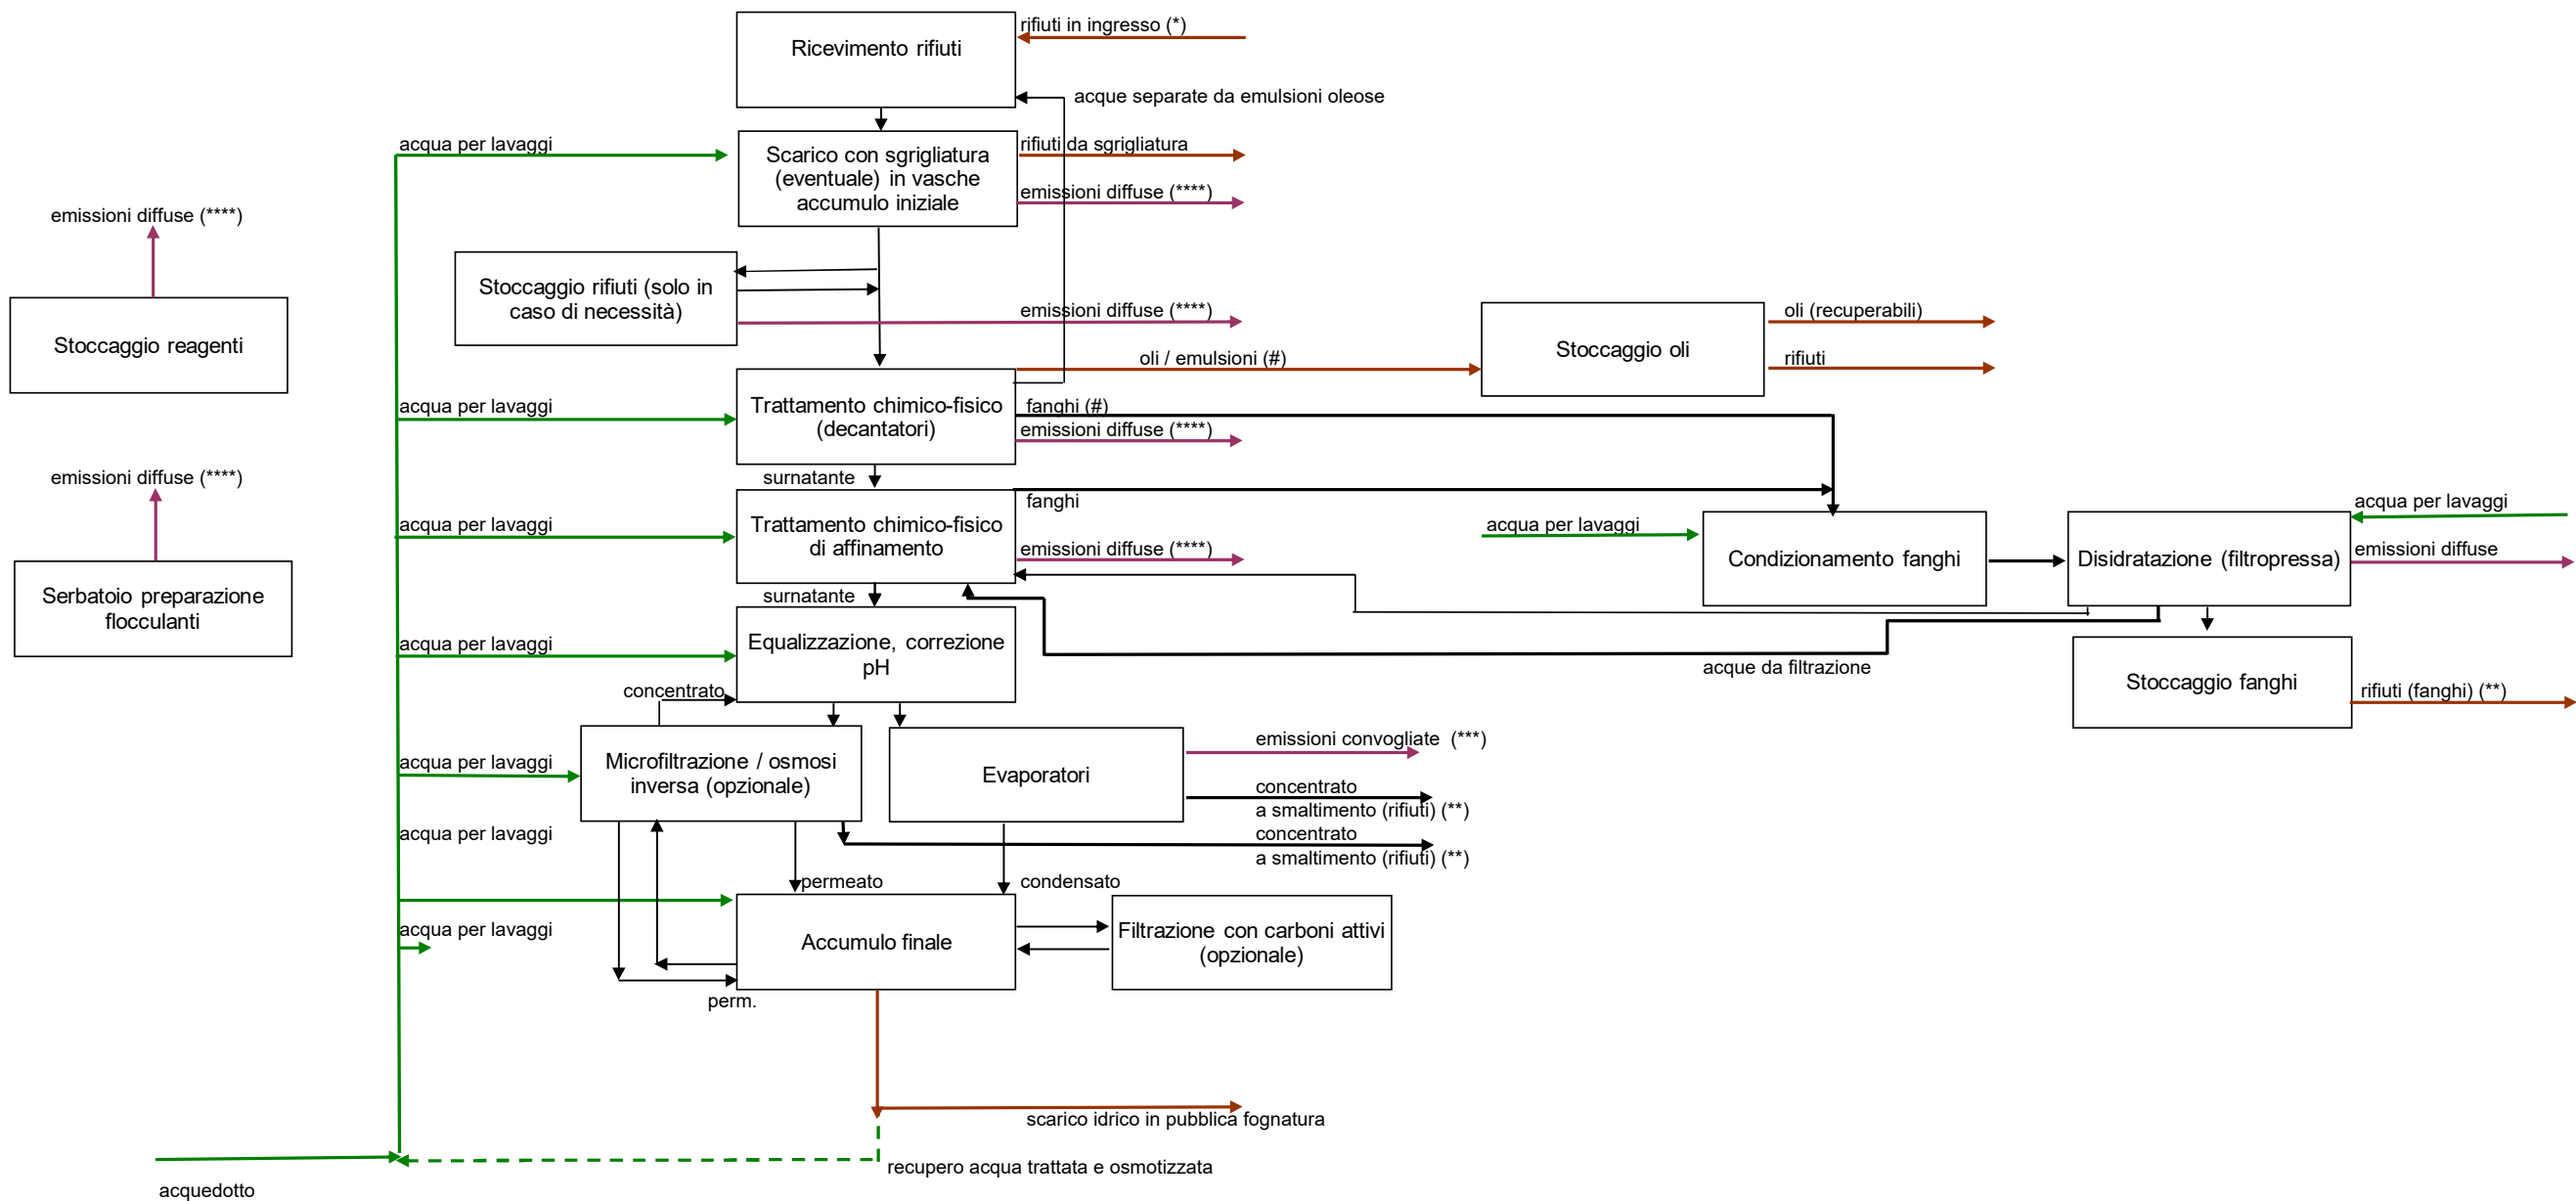 rifiuti in ingresso (*)
Ricevimento rifiuti
acque separate da emulsioni oleose
acqua per lavaggi
Scarico con sgrigliatura
(eventuale) in vasche
accumulo iniziale
rifiuti da sgrigliatura
emissioni diffuse (****)
emissioni diffuse (****)
Stoccaggio reagenti
Stoccaggio rifiuti (solo in
caso di necessità)
emissioni diffuse (****)
oli / emulsioni (#)
Stoccaggio oli
oli (recuperabili)
rifiuti
acqua per lavaggi
Trattamento chimico-fisico
(decantatori)
fanghi (#)
emissioni diffuse (****)
surnatante
emissioni diffuse (****)
Serbatoio preparazione
flocculanti
acqua per lavaggi
Trattamento chimico-fisico
di affinamento
fanghi
emissioni diffuse (****)
acqua per lavaggi
Condizionamento fanghi
Disidratazione (filtropressa)
acqua per lavaggi
emissioni diffuse
surnatante
acqua per lavaggi
Equalizzazione, correzione
pH
acque da filtrazione
Stoccaggio fanghi
rifiuti (fanghi) (**)
concentrato
acqua per lavaggi
Microfiltrazione / osmosi
inversa (opzionale)
Evaporatori
emissioni convogliate (***)
concentrato
a smaltimento (rifiuti) (**)
acqua per lavaggi
concentrato
a smaltimento (rifiuti) (**)
permeato
condensato
acqua per lavaggi
Accumulo finale
Filtrazione con carboni attivi
(opzionale)
perm.
scarico idrico in pubblica fognatura
recupero acqua trattata e osmotizzata
acquedotto